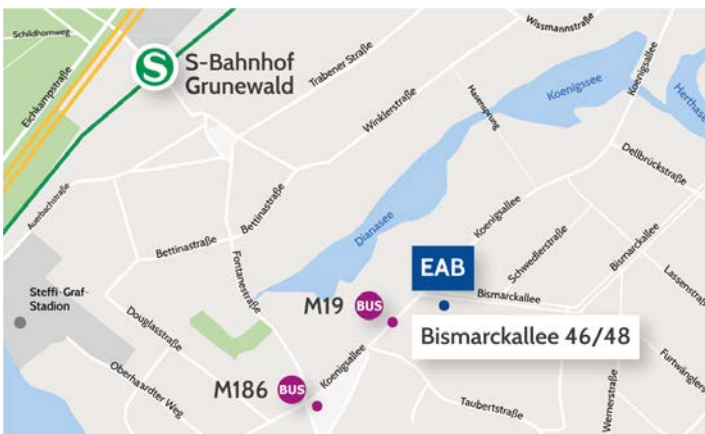 Schildhornweg
Eichkampstraße
S
S-Bahnhof
Grunewald
Trabener Straße
Wissmannstraße
Koenigssee
Koenigsallee
Winklerstraße
Hasensprung
Dellbrückstraße
Auerbachstraße
Bettinastraße
Bettinastraße
Dianasee
Koenigsallee
Schwedlerstraße
Bismarckallee
Fontanestraße
EAB
Lassenstraße
Steffi-Graf-
Stadion
Bismarckallee
M19
BUS
Douglasstraße
Bismarckallee 46/48
Oberhaardter Weg
M186
BUS
Koenigsallee
Taubertstraße
Wernerstraße